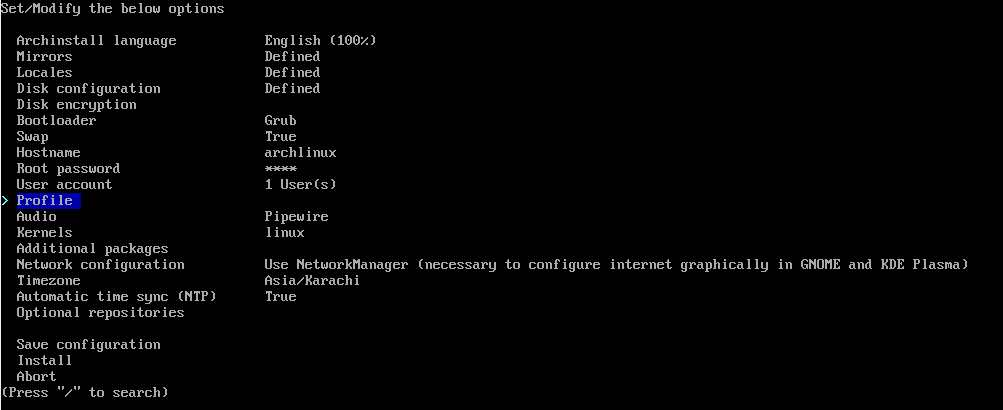 Set/Modify the below options
Archinstall language English (100%)
Mirrors Defined
Locales Defined
Disk configuration Defined
Disk encryption
Bootloader Grub
Swap True
Hostname archlinux
Root password ****
User account 1 User(s)
> Profile
Audio Pipewire
Kernels linux
Additional packages
Network configuration Use NetworkManager (necessary to configure internet graphically in GNOME and KDE Plasma)
Timezone Asia/Karachi
Automatic time sync (NTP) True
Optional repositories
Save configuration
Install
Abort
(Press "/" to search)